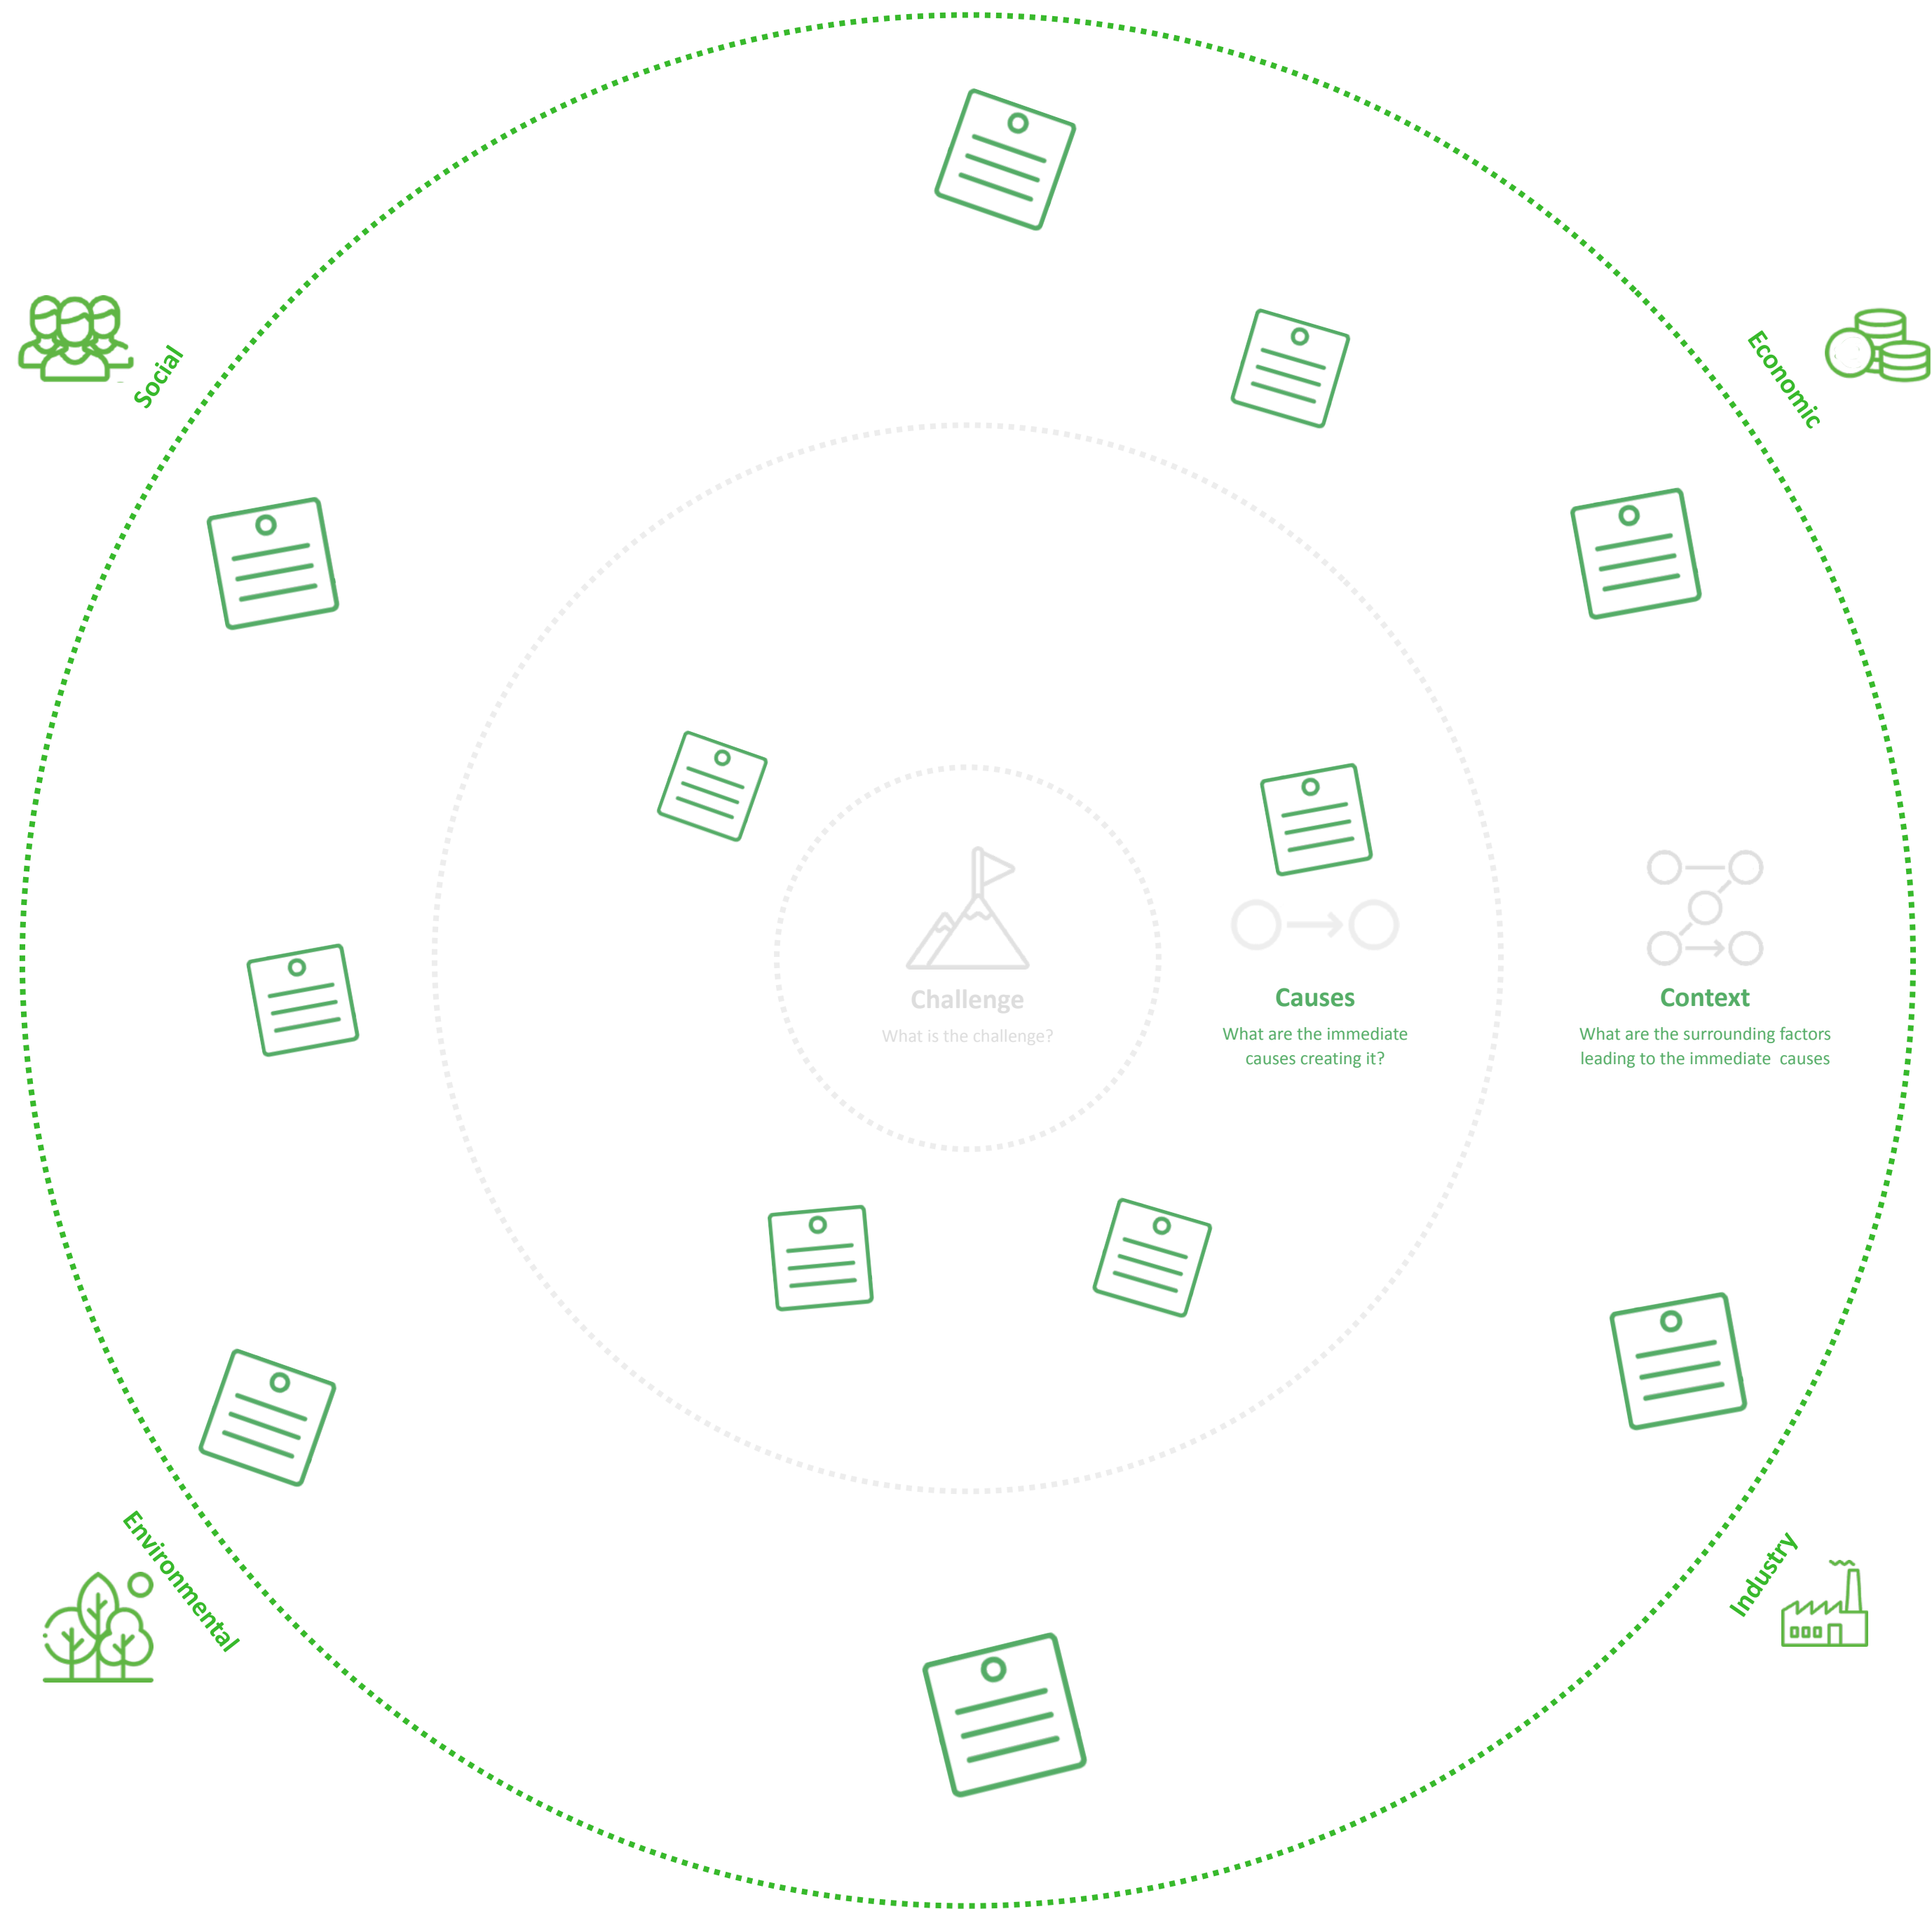 Social
Economic
Challenge
What is the challenge?
Causes
What are the immediate
causes creating it?
Context
What are the surrounding factors
leading to the immediate  causes
Environmental
Industry